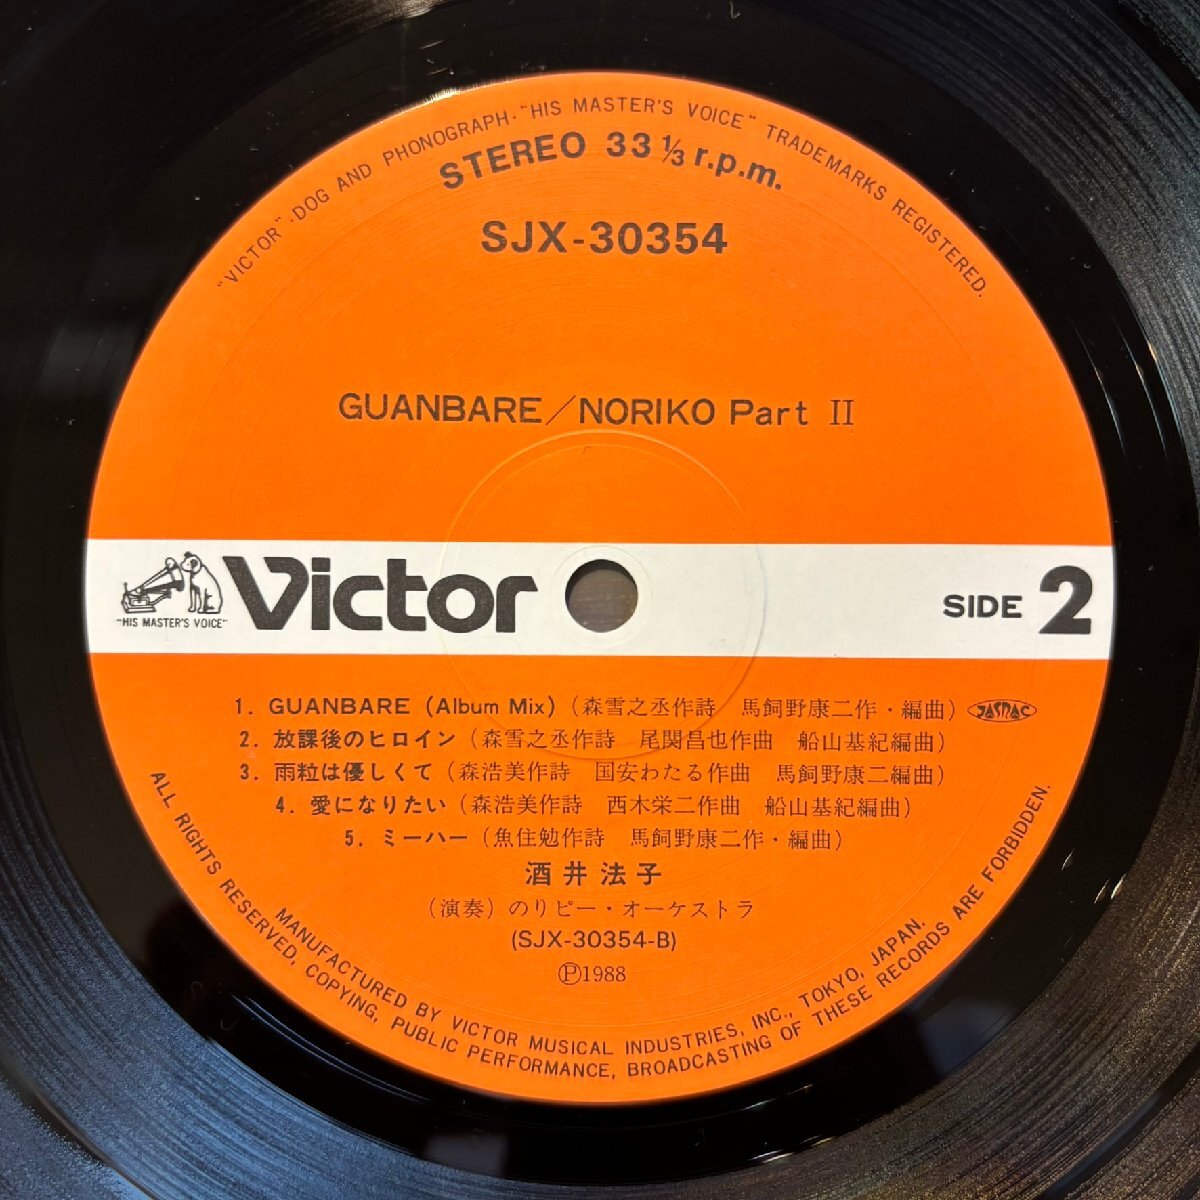 "VICTOR"·DOG AND PHONOGRAPH·"HIS MASTER'S VOICE" TRADEMARKS REGISTERED.
STEREO 33 1/3 r.p.m.
SJX-30354
GUANBARE/NORIKO Part II
"HIS MASTER'S VOICE"
Victor
SIDE 2
1. GUANBARE (Album Mix) (森雪之丞作詩 馬飼野康二作・編曲) JASRAC
2. 放課後のヒロイン (森雪之丞作詩 尾関昌也作曲 船山基紀編曲)
3. 雨粒は優しくて (森浩美作詩 国安わたる作曲 馬飼野康二編曲)
4. 愛になりたい (森浩美作詩 西木栄二作曲 船山基紀編曲)
5. ミーハー (魚住勉作詩 馬飼野康二作・編曲)
酒井法子
(演奏) のりピー・オーケストラ
(SJX-30354-B)
Ⓟ1988
MANUFACTURED BY VICTOR MUSICAL INDUSTRIES, INC., TOKYO, JAPAN.
ALL RIGHTS RESERVED, COPYING, PUBLIC PERFORMANCE, BROADCASTING OF THESE RECORDS ARE FORBIDDEN.